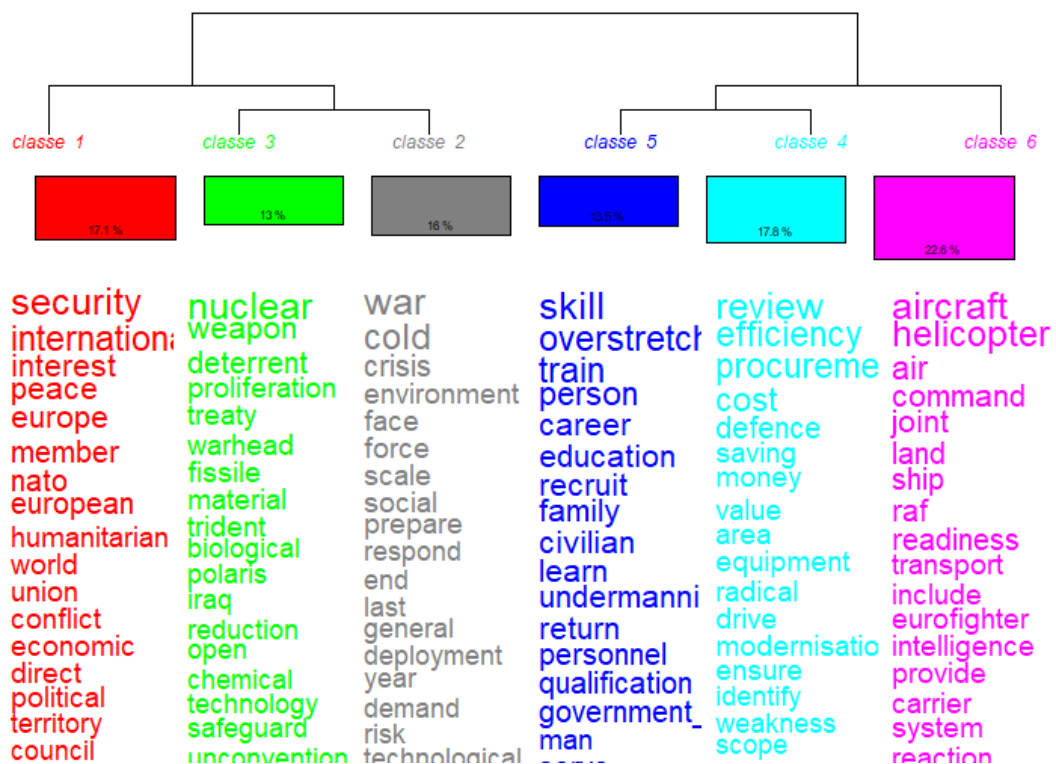 classe 1
classe 3
classe 2
classe 5
classe 4
classe 6
17.1 %
13 %
16 %
13.5 %
17.8 %
22.6 %
security
internationa
interest
peace
europe
member
nato
european
humanitarian
world
union
conflict
economic
direct
political
territory
council
nuclear
weapon
deterrent
proliferation
treaty
warhead
fissile
material
trident
biological
polaris
iraq
reduction
open
chemical
technology
safeguard
unconvention
war
cold
crisis
environment
face
force
scale
social
prepare
respond
end
last
general
deployment
year
demand
risk
technological
skill
overstretch
train
person
career
education
recruit
family
civilian
learn
undermanni
return
personnel
qualification
government_
man
serve
review
efficiency
procureme
cost
defence
saving
money
value
area
equipment
radical
drive
modernisatio
ensure
identify
weakness
scope
aircraft
helicopter
air
command
joint
land
ship
raf
readiness
transport
include
eurofighter
intelligence
provide
carrier
system
reaction